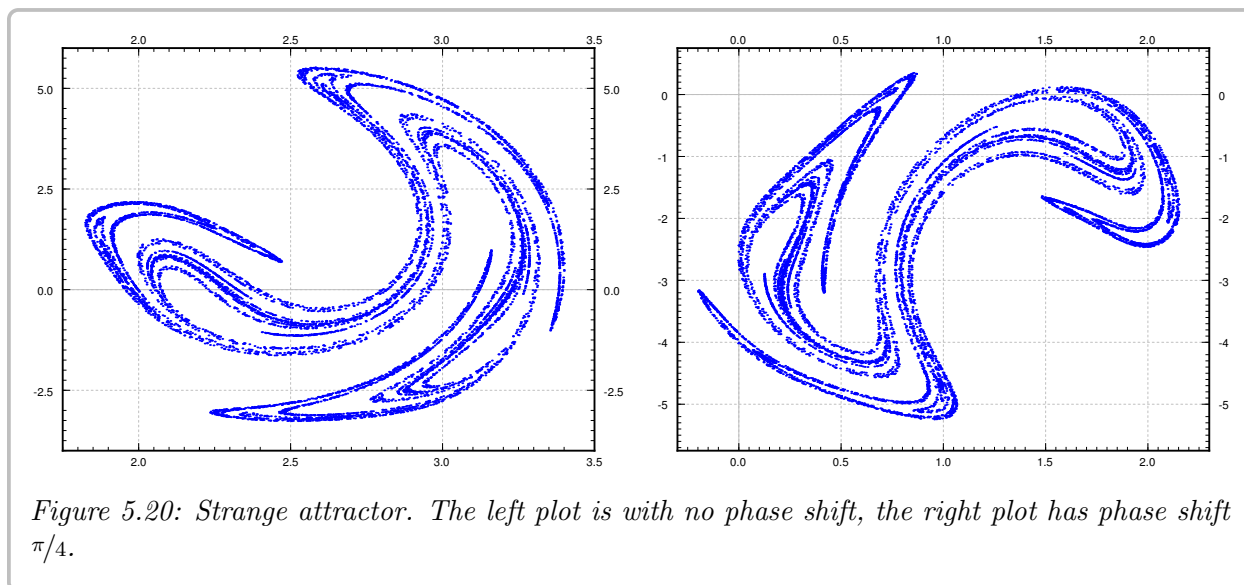 2.0 2.5 3.0 3.5
0.0 0.5 1.0 1.5 2.0
5.0 5.0
2.5 2.5
0.0 0.0
-2.5 -2.5
0 0
-1 -1
-2 -2
-3 -3
-4 -4
-5 -5
2.0 2.5 3.0 3.5
0.0 0.5 1.0 1.5 2.0
Figure 5.20: Strange attractor. The left plot is with no phase shift, the right plot has phase shift
π/4.